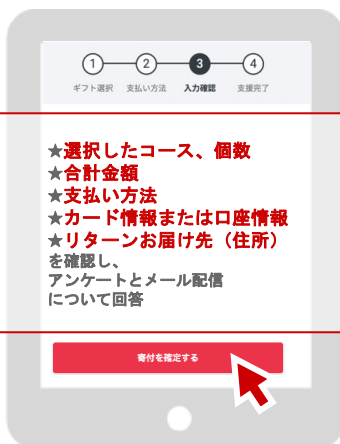 1 2 3 4
ギフト選択 支払い方法 入力確認 支援完了
★選択したコース、個数
★合計金額
★支払い方法
★カード情報または口座情報
★リターンお届け先（住所）
を確認し、
アンケートとメール配信
について回答
寄付を確定する